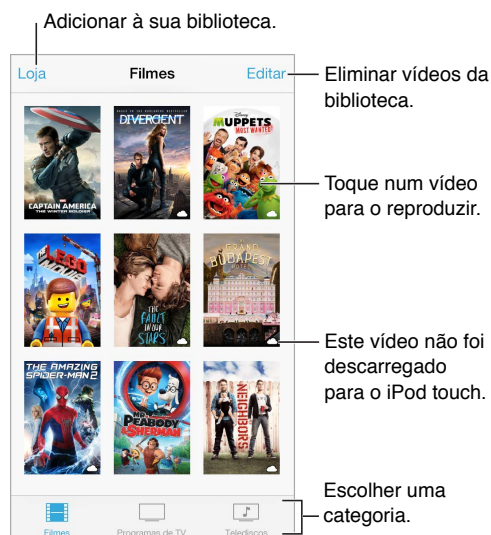 Adicionar à sua biblioteca.
Loja
Filmes
Editar
Eliminar vídeos da
biblioteca.
CAPTAIN AMERICA
THE WINTER SOLDIER
DIVERGENT
Disney
MUPPETS
MOST WANTED
Toque num vídeo
para o reproduzir.
THE LEGO
MOVIE
THE
FAULT
IN OUR
STARS
THE
GRAND
BUDAPEST
HOTEL
Este vídeo não foi
descarregado
para o iPod touch.
THE AMAZING
SPIDER-MAN 2
MR. PEABODY
& SHERMAN
NEIGHBORS
Escolher uma
categoria.
Filmes
Programas de TV
Telediscos